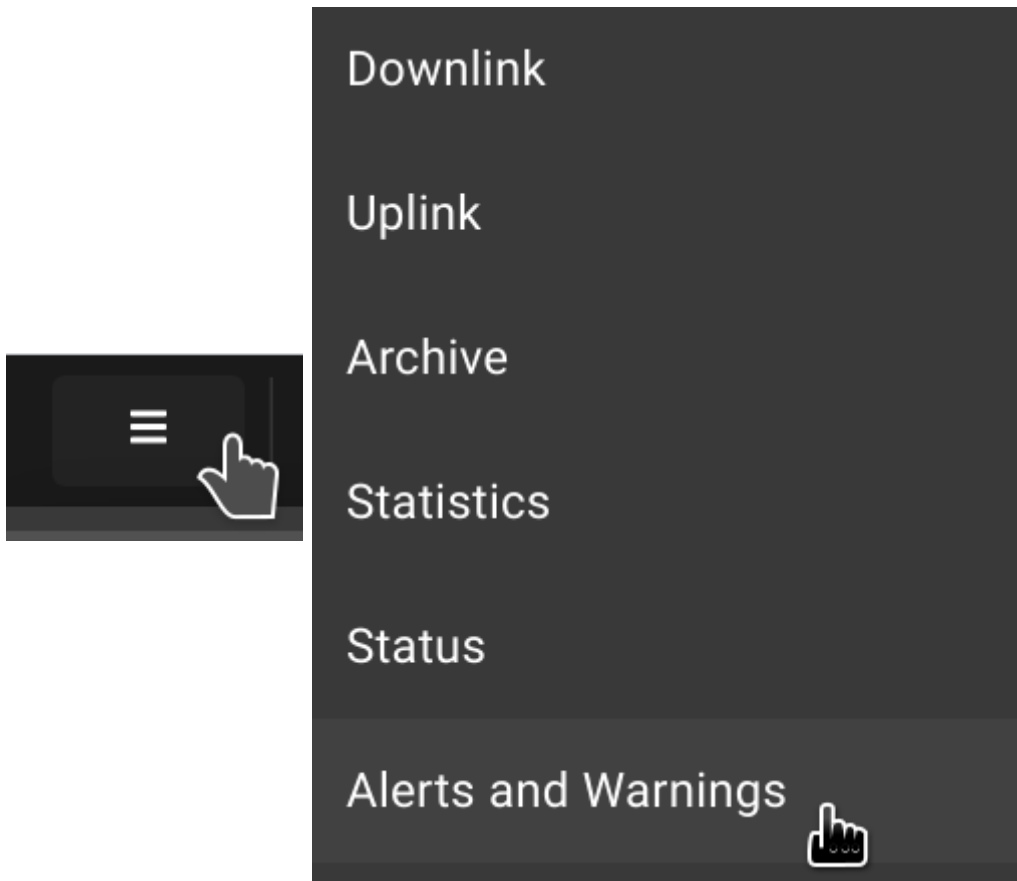 Downlink
Uplink
Archive
Statistics
Status
Alerts and Warnings